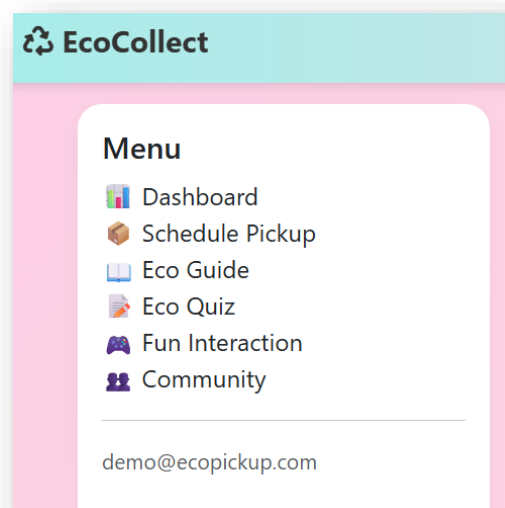 EcoCollect
Menu
Dashboard
Schedule Pickup
Eco Guide
Eco Quiz
Fun Interaction
Community
demo@ecopickup.com